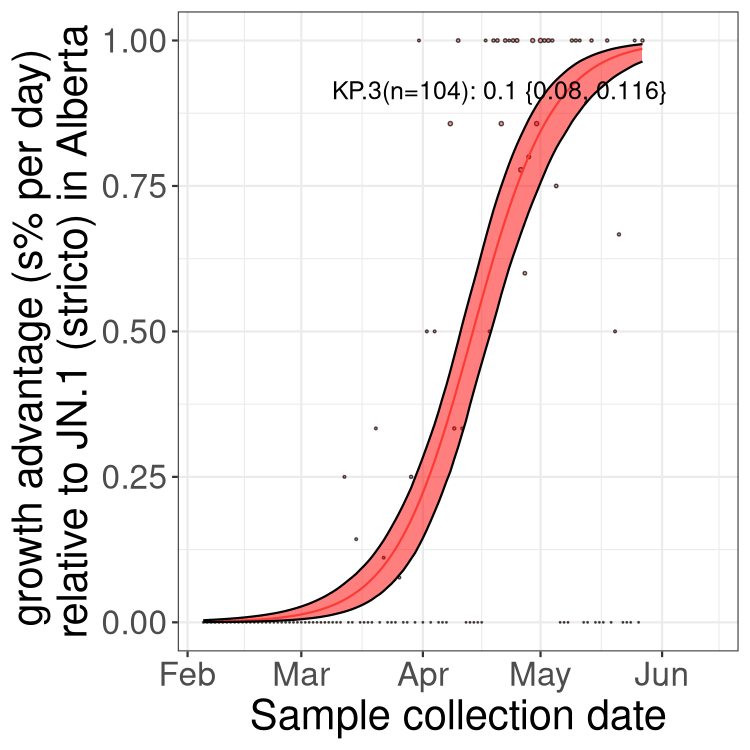 growth advantage (s% per day)
relative to JN.1 (stricto) in Alberta
1.00
0.75
0.50
0.25
0.00
KP.3(n=104): 0.1 {0.08, 0.116}
Feb Mar Apr May Jun
Sample collection date